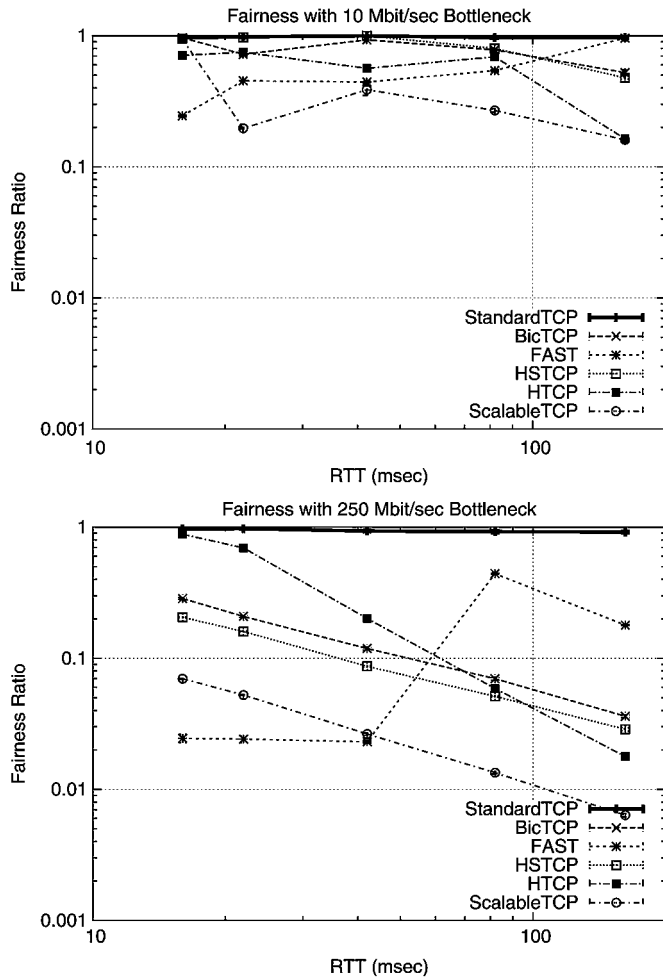 Fairness with 10 Mbit/sec Bottleneck
1
0.1
0.01
0.001
Fairness Ratio
StandardTCP
BicTCP
FAST
HSTCP
HTCP
ScalableTCP
10
100
RTT (msec)
Fairness with 250 Mbit/sec Bottleneck
1
0.1
0.01
0.001
Fairness Ratio
StandardTCP
BicTCP
FAST
HSTCP
HTCP
ScalableTCP
10
100
RTT (msec)